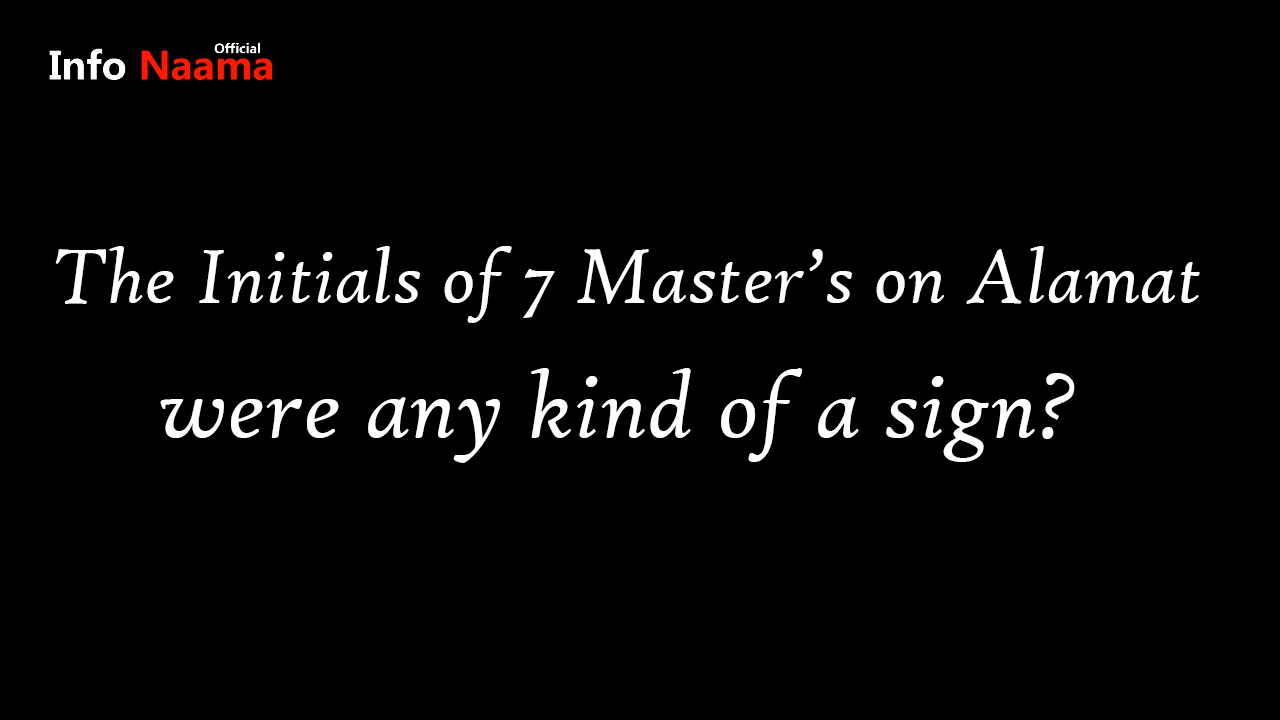 Official
Info Naama
The Initials of 7 Master’s on Alamat
were any kind of a sign?